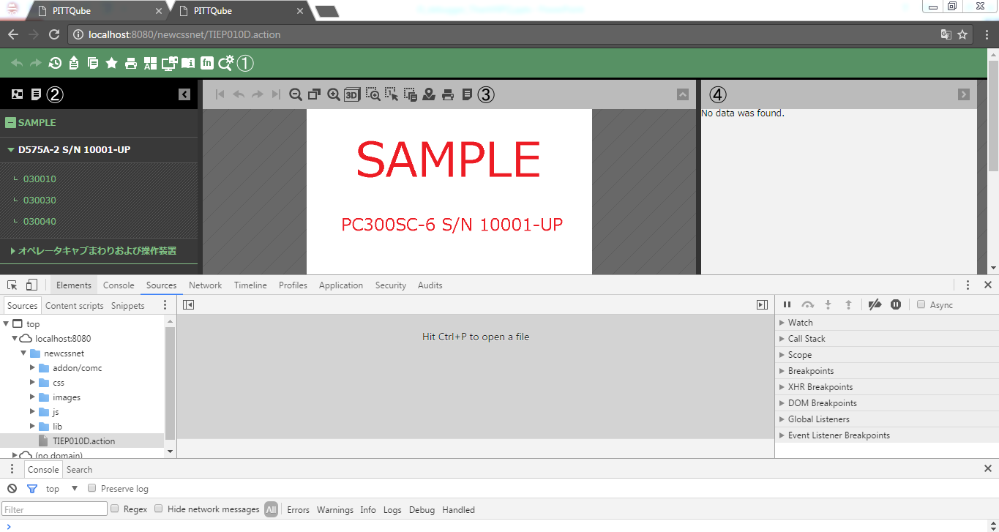 PITTQube
PITTQube
localhost:8080/newcssnet/TIEP010D.action
fn ①
②
3D ③
④
SAMPLE
D575A-2 S/N 10001-UP
030010
030030
030040
オペレータキャブまわりおよび操作装置
SAMPLE
PC300SC-6 S/N 10001-UP
No data was found.
Elements Console Sources Network Timeline Profiles Application Security Audits
Sources Content scripts Snippets
top
localhost:8080
newcssnet
addon/comc
css
images
js
lib
TIEP010D.action
(no domain)
Hit Ctrl+P to open a file
Async
Watch
Call Stack
Scope
Breakpoints
XHR Breakpoints
DOM Breakpoints
Global Listeners
Event Listener Breakpoints
Console Search
top Preserve log
Filter Regex Hide network messages All Errors Warnings Info Logs Debug Handled